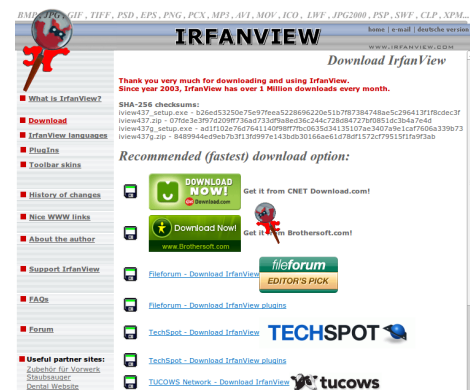 BMP, JPG, GIF, TIFF, PSD, EPS, PNG, PCX, MP3, AVI, MOV, ICO, LWF, JPG2000, PSP, SWF, CLP, XPM...
home | e-mail | deutsche version
IRFANVIEW
WWW.IRFANVIEW.COM
Download IrfanView
Thank you very much for downloading and using IrfanView.
Since year 2003, IrfanView has over 1 Million downloads every month.
What is IrfanView?
Download
IrfanView languages
PlugIns
Toolbar skins
History of changes
Nice WWW links
About the author
Support IrfanView
FAQs
Forum
Useful partner sites:
Zubehör für Vorwerk
Staubsauger
Dental Website
SHA-256 checksums:
iview437_setup.exe -
iview437.zip -
iview437g_setup.exe -
iview437g.zip -
Recommended (fastest) download option:
DOWNLOAD
NOW!
Download.com
Get it from CNET Download.com!
Download Now!
www.Brothersoft.com
Get it from Brothersoft.com!
Fileforum - Download IrfanView
fileforum
EDITOR'S PICK
Fileforum - Download IrfanView plugins
TechSpot - Download IrfanView
TECHSPOT
TechSpot - Download IrfanView plugins
TUCOWS Network - Download IrfanView
tucows